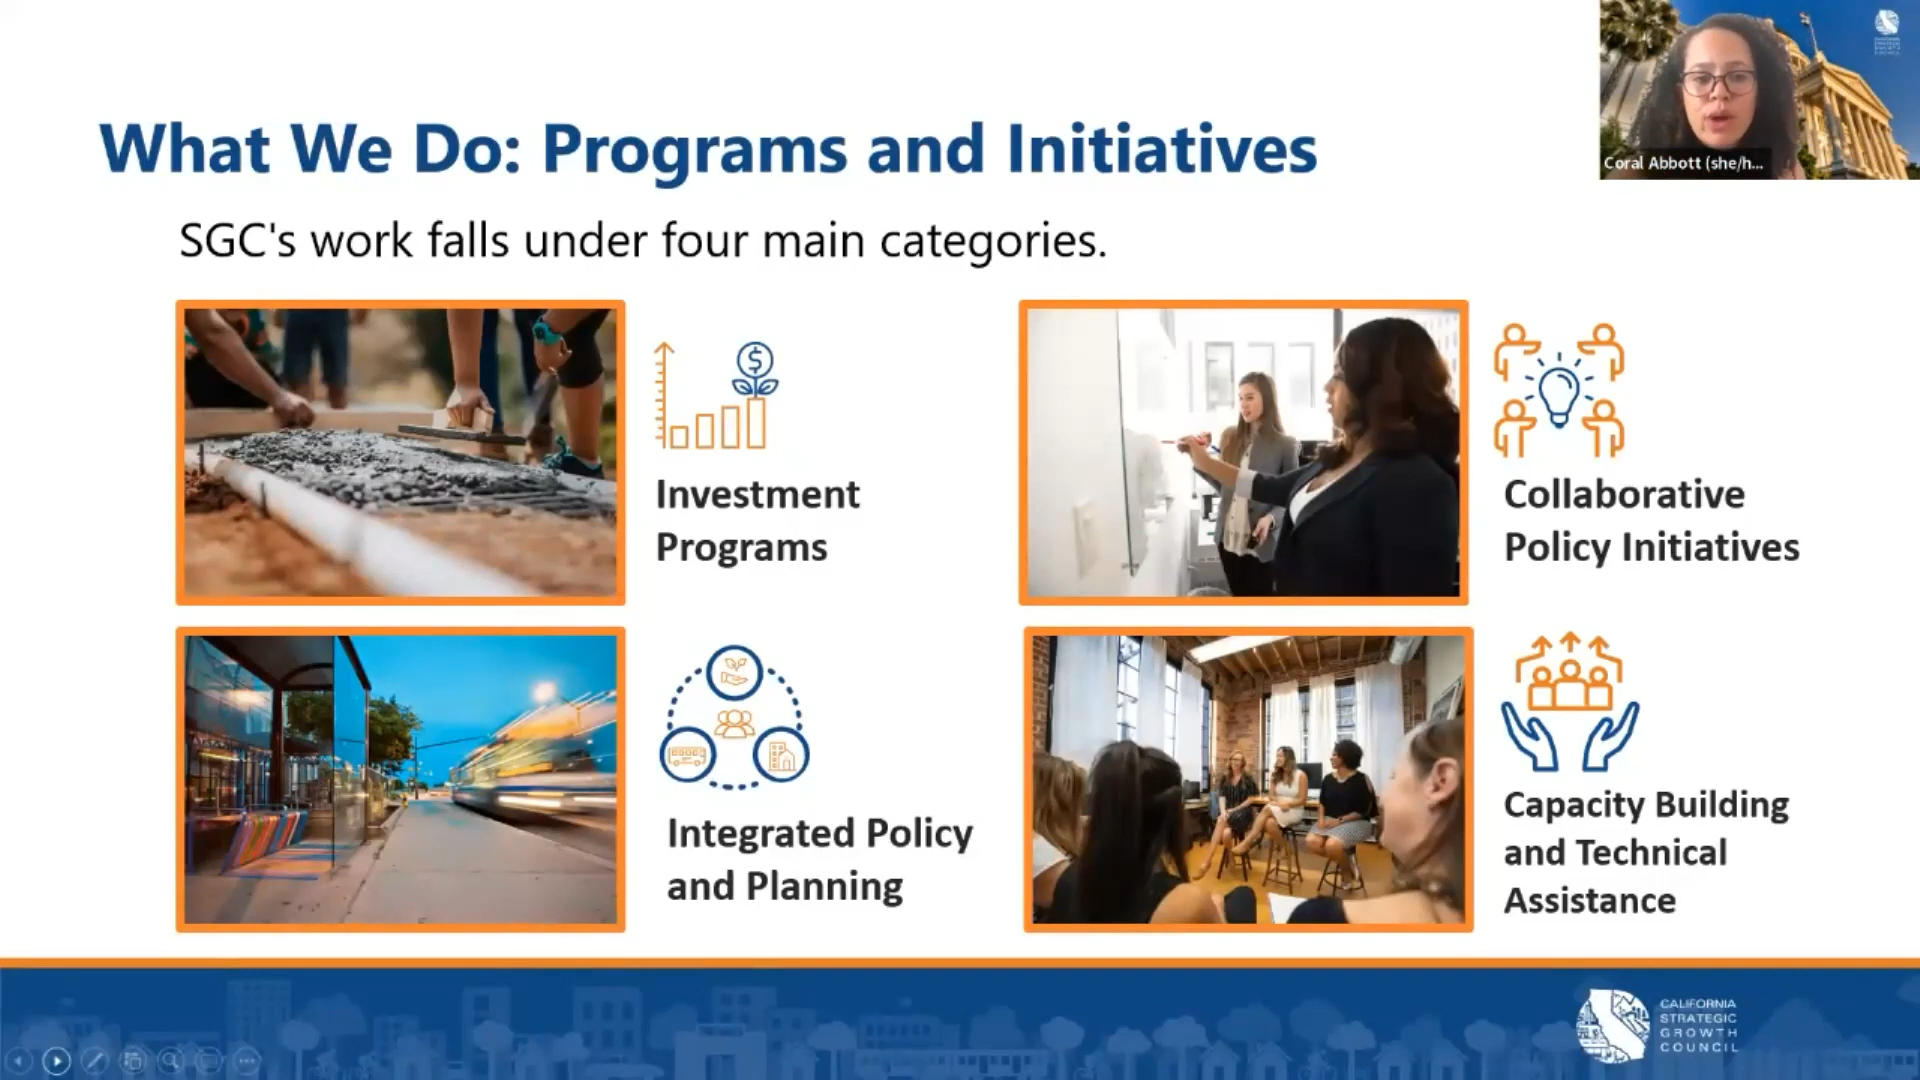 What We Do: Programs and Initiatives
Coral Abbott (she/h...
SGC's work falls under four main categories.
$
Investment
Programs
Collaborative
Policy Initiatives
Integrated Policy
and Planning
Capacity Building
and Technical
Assistance
CALIFORNIA
STRATEGIC
GROWTH
COUNCIL